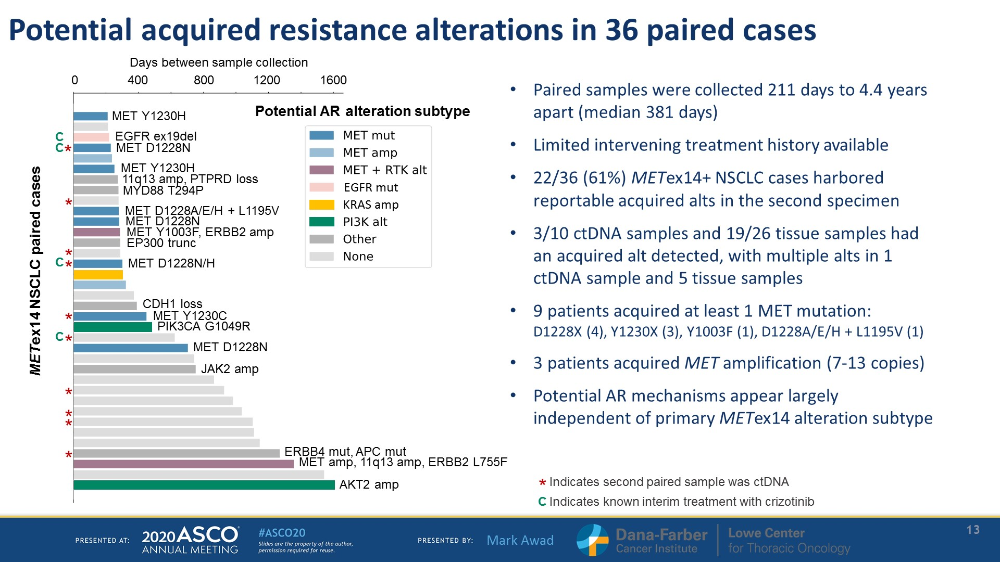 Potential acquired resistance alterations in 36 paired cases
Days between sample collection
0 400 800 1200 1600
METex14 NSCLC paired cases
MET Y1230H
C EGFR ex19del
C* MET D1228N
MET Y1230H
11q13 amp, PTPRD loss
MYD88 T294P
*
MET D1228A/E/H + L1195V
MET D1228N
MET Y1003F, ERBB2 amp
EP300 trunc
*
C* MET D1228N/H
CDH1 loss
* MET Y1230C
PIK3CA G1049R
C*
MET D1228N
JAK2 amp
*
*
*
* ERBB4 mut, APC mut
MET amp, 11q13 amp, ERBB2 L755F
AKT2 amp
Potential AR alteration subtype
MET mut
MET amp
MET + RTK alt
EGFR mut
KRAS amp
PI3K alt
Other
None
• Paired samples were collected 211 days to 4.4 years
apart (median 381 days)
• Limited intervening treatment history available
• 22/36 (61%) METex14+ NSCLC cases harbored
reportable acquired alts in the second specimen
• 3/10 ctDNA samples and 19/26 tissue samples had
an acquired alt detected, with multiple alts in 1
ctDNA sample and 5 tissue samples
• 9 patients acquired at least 1 MET mutation:
D1228X (4), Y1230X (3), Y1003F (1), D1228A/E/H + L1195V (1)
• 3 patients acquired MET amplification (7-13 copies)
• Potential AR mechanisms appear largely
independent of primary METex14 alteration subtype
* Indicates second paired sample was ctDNA
C Indicates known interim treatment with crizotinib
PRESENTED AT:
2020 ASCO®
ANNUAL MEETING
#ASCO20
Slides are the property of the author,
permission required for reuse.
PRESENTED BY: Mark Awad
Dana-Farber
Cancer Institute
Lowe Center
for Thoracic Oncology
13